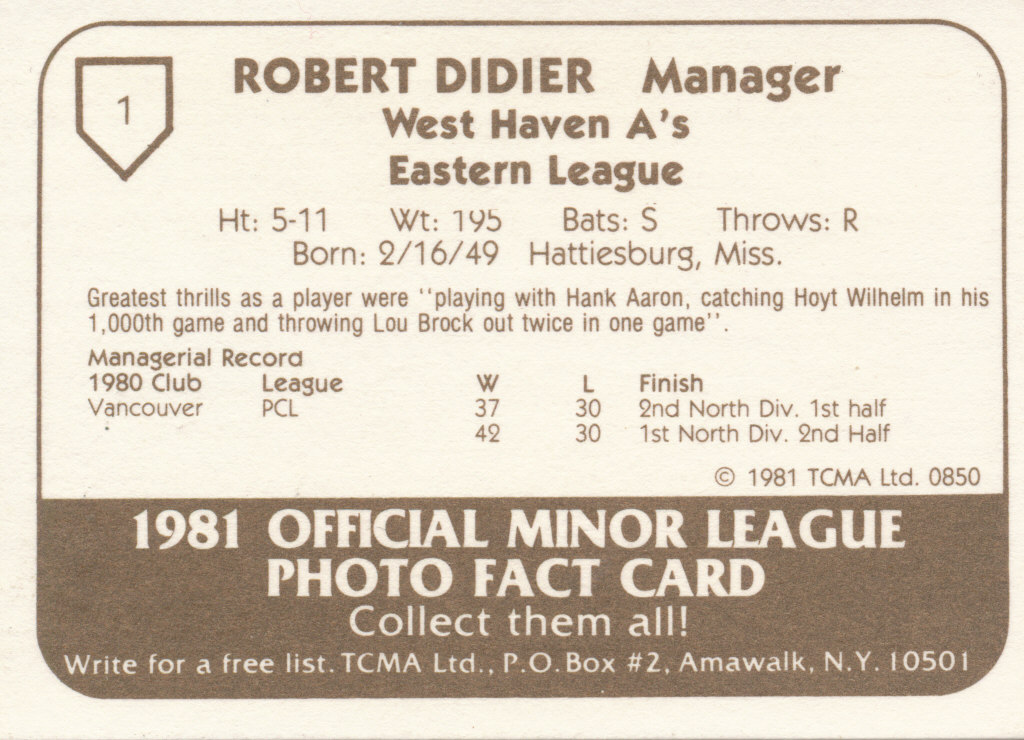 1
ROBERT DIDIER Manager
West Haven A's
Eastern League
Ht: 5-11 Wt: 195 Bats: S Throws: R
Born: 2/16/49 Hattiesburg, Miss.
Greatest thrills as a player were "playing with Hank Aaron, catching Hoyt Wilhelm in his
1,000th game and throwing Lou Brock out twice in one game".
Managerial Record
1980 Club League W L Finish
Vancouver PCL 37 30 2nd North Div. 1st half
42 30 1st North Div. 2nd Half
© 1981 TCMA Ltd. 0850
1981 OFFICIAL MINOR LEAGUE
PHOTO FACT CARD
Collect them all!
Write for a free list. TCMA Ltd., P.O. Box #2, Amawalk, N.Y. 10501